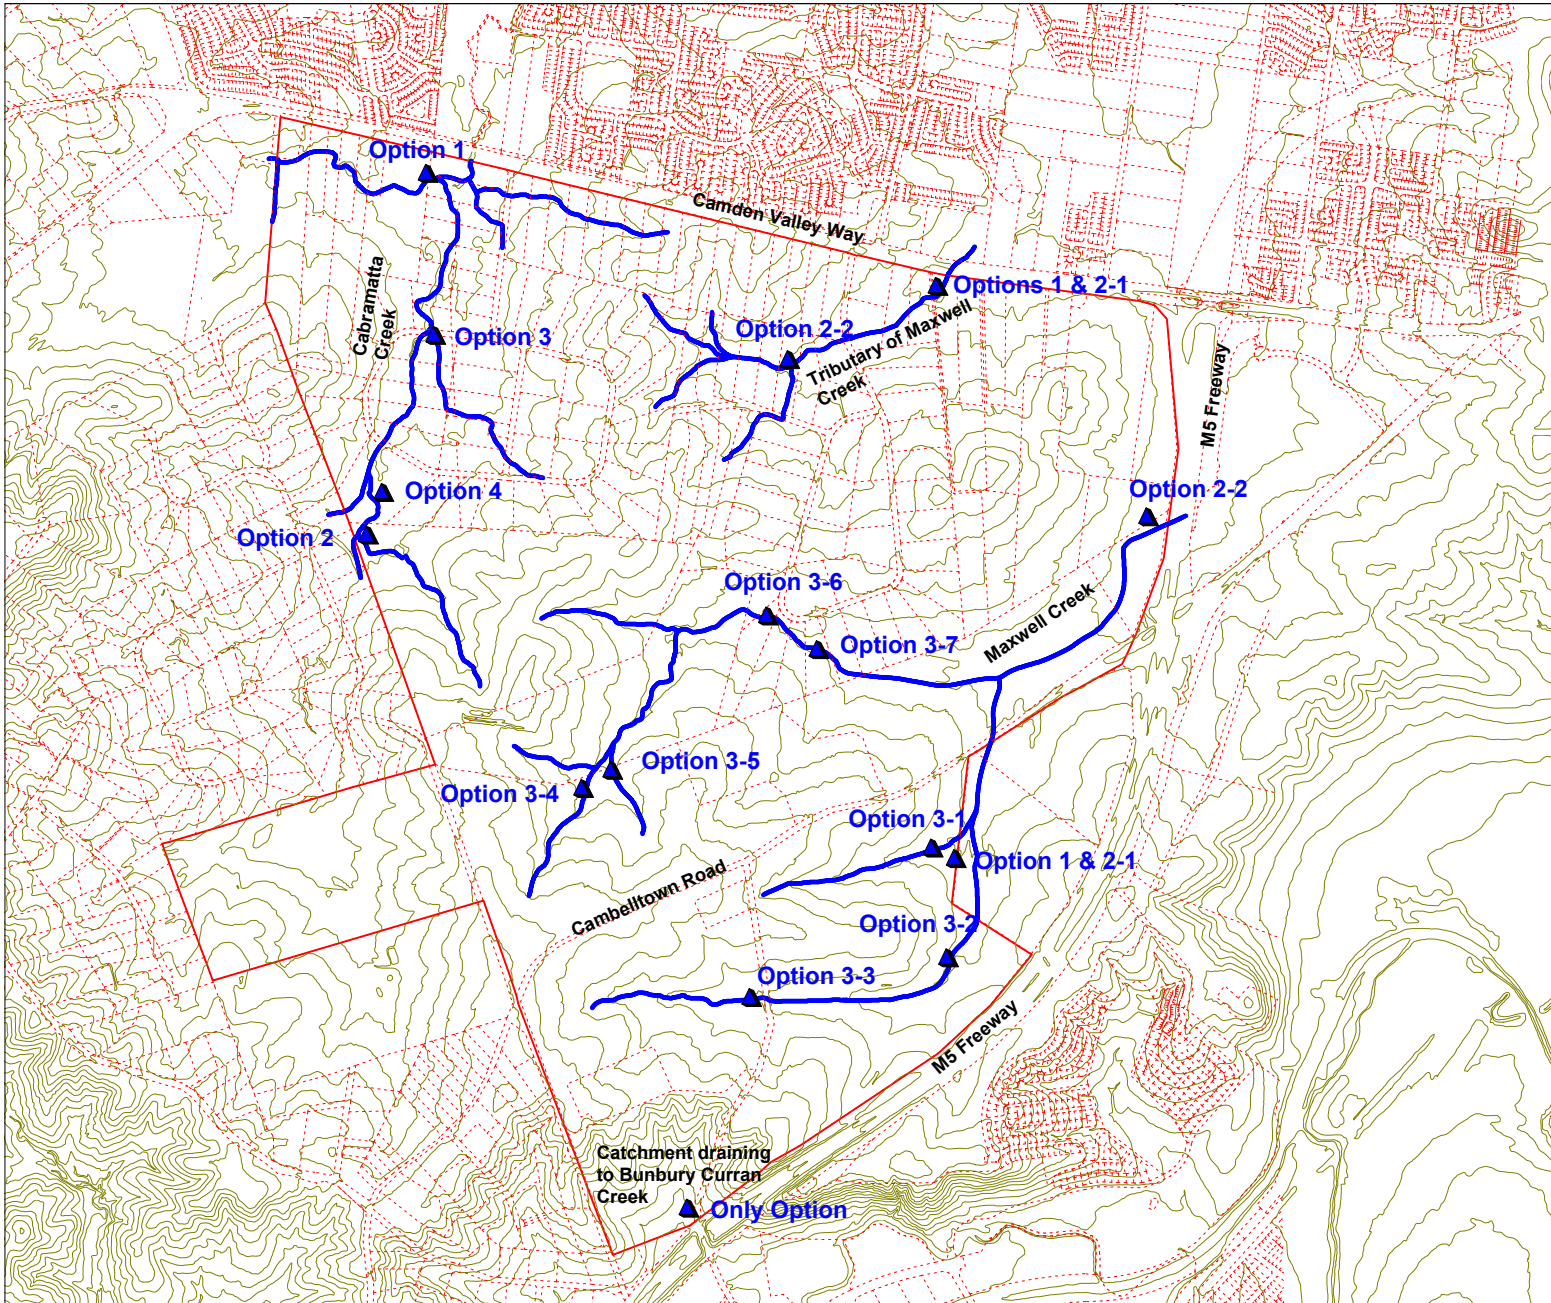 Option 1
Camden Valley Way
Cabramatta
Creek
Options 1 & 2-1
Option 3
Option 2-2
Tributary of Maxwell
Creek
M5 Freeway
Option 4
Option 2-2
Option 2
Option 3-6
Maxwell Creek
Option 3-7
Option 3-5
Option 3-4
Option 3-1
Option 1 & 2-1
Cambelltown Road
Option 3-2
Option 3-3
M5 Freeway
Catchment draining
to Bunbury Curran
Creek
Only Option